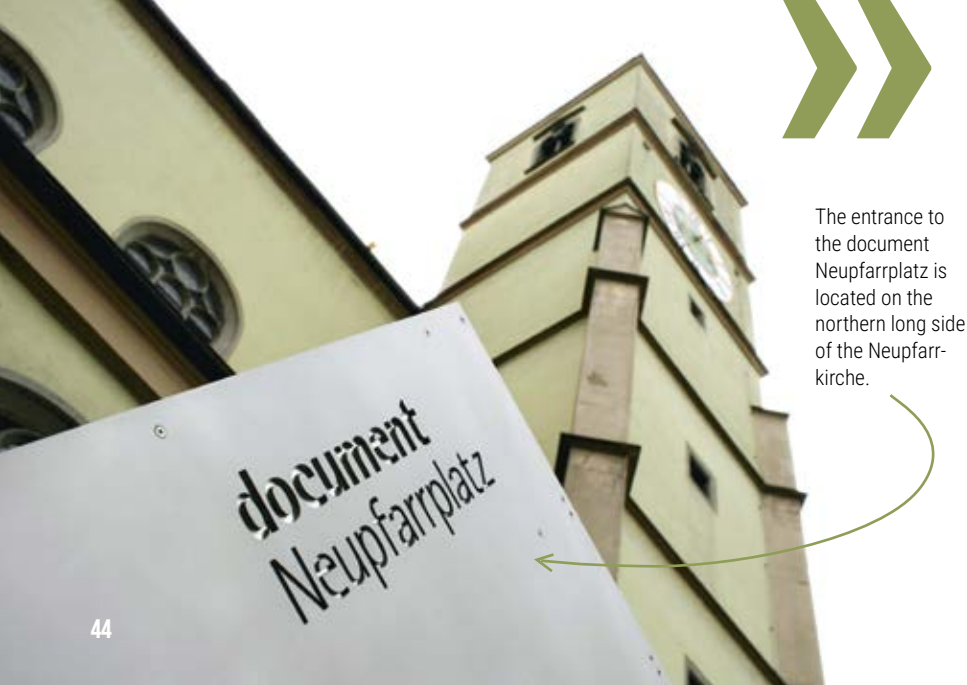 The entrance to
the document
Neupfarrplatz is
located on the
northern long side
of the Neupfarr-
kirche.
document
Neupfarrplatz
44